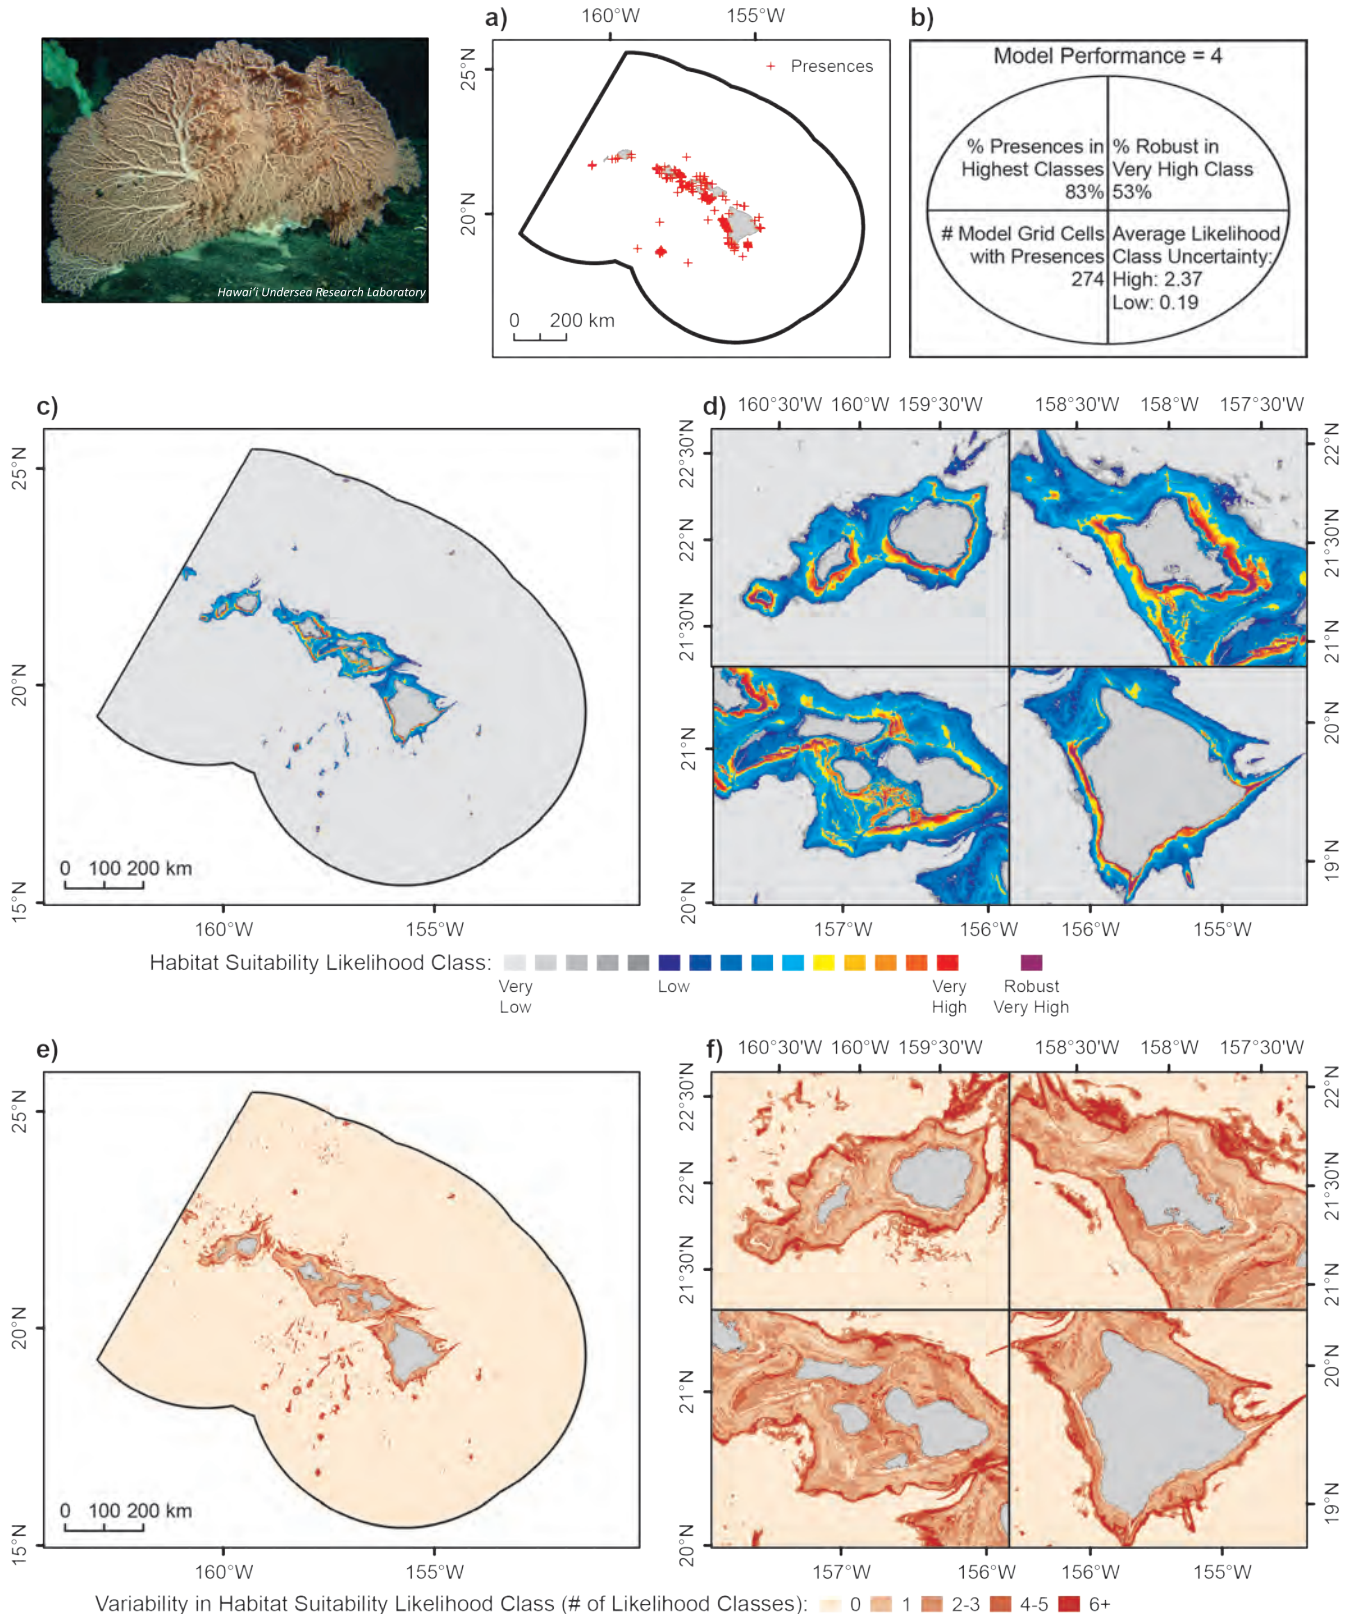 a)
160°W 155°W
25°N
20°N
Presences
0 200 km
Hawai'i Undersea Research Laboratory
b)
Model Performance = 4
% Presences in
Highest Classes
83%
% Robust in
Very High Class
53%
# Model Grid Cells
with Presences
274
Average Likelihood
Class Uncertainty:
High: 2.37
Low: 0.19
c)
25°N
20°N
15°N
0 100 200 km
160°W 155°W
d)
160°30'W 160°W 159°30'W 158°30'W 158°W 157°30'W
22°30'N
22°N
21°30'N
22°N
21°30'N
21°N
21°N
20°N
20°N
19°N
157°W 156°W 156°W 155°W
Habitat Suitability Likelihood Class:
Very
Low
Low
Very
High
Robust
Very High
e)
25°N
20°N
15°N
0 100 200 km
160°W 155°W
f)
160°30'W 160°W 159°30'W 158°30'W 158°W 157°30'W
22°30'N
22°N
21°30'N
22°N
21°30'N
21°N
21°N
20°N
20°N
19°N
157°W 156°W 156°W 155°W
Variability in Habitat Suitability Likelihood Class (# of Likelihood Classes): 0 1 2-3 4-5 6+